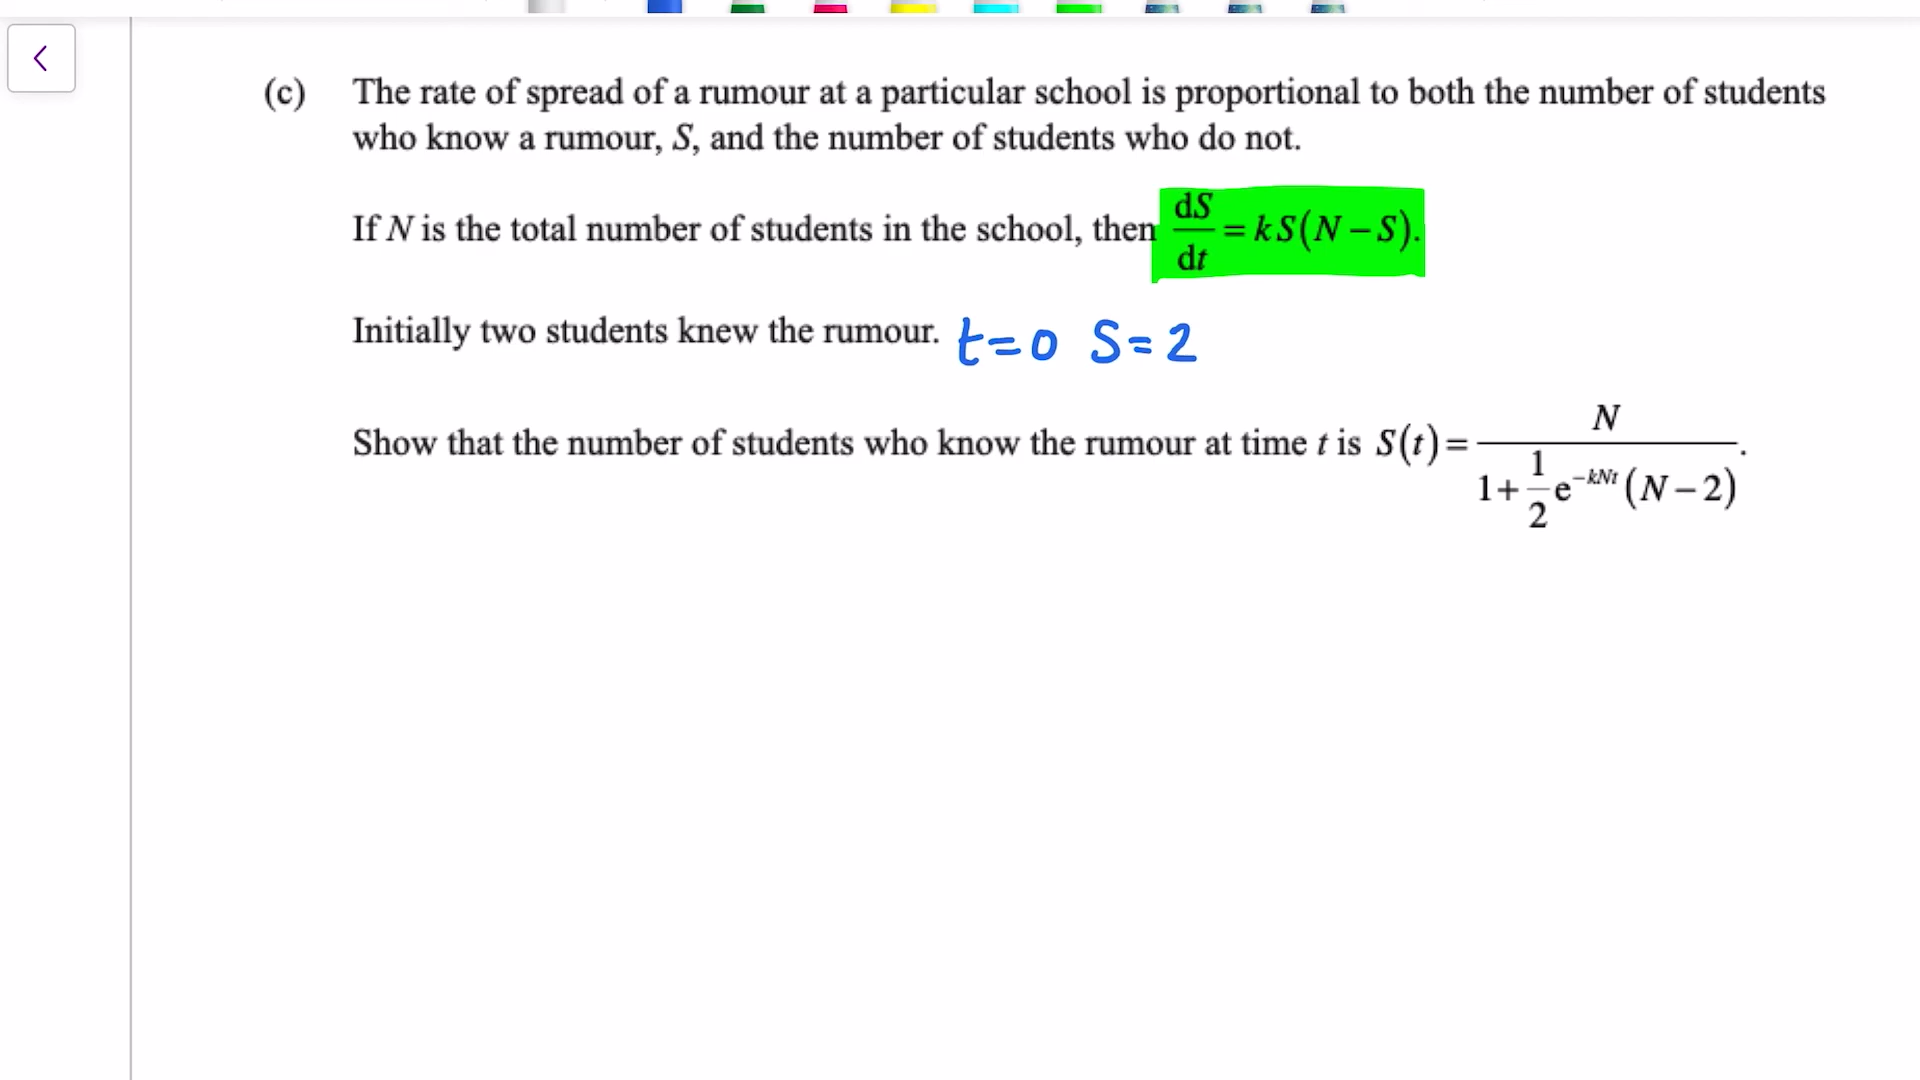 (c) The rate of spread of a rumour at a particular school is proportional to both the number of students
who know a rumour, S, and the number of students who do not.
If N is the total number of students in the school, then dS/dt = kS(N – S).
Initially two students knew the rumour. t=0 S=2
Show that the number of students who know the rumour at time t is S(t) = N / (1 + 1/2 e^(–kNt) (N – 2)).